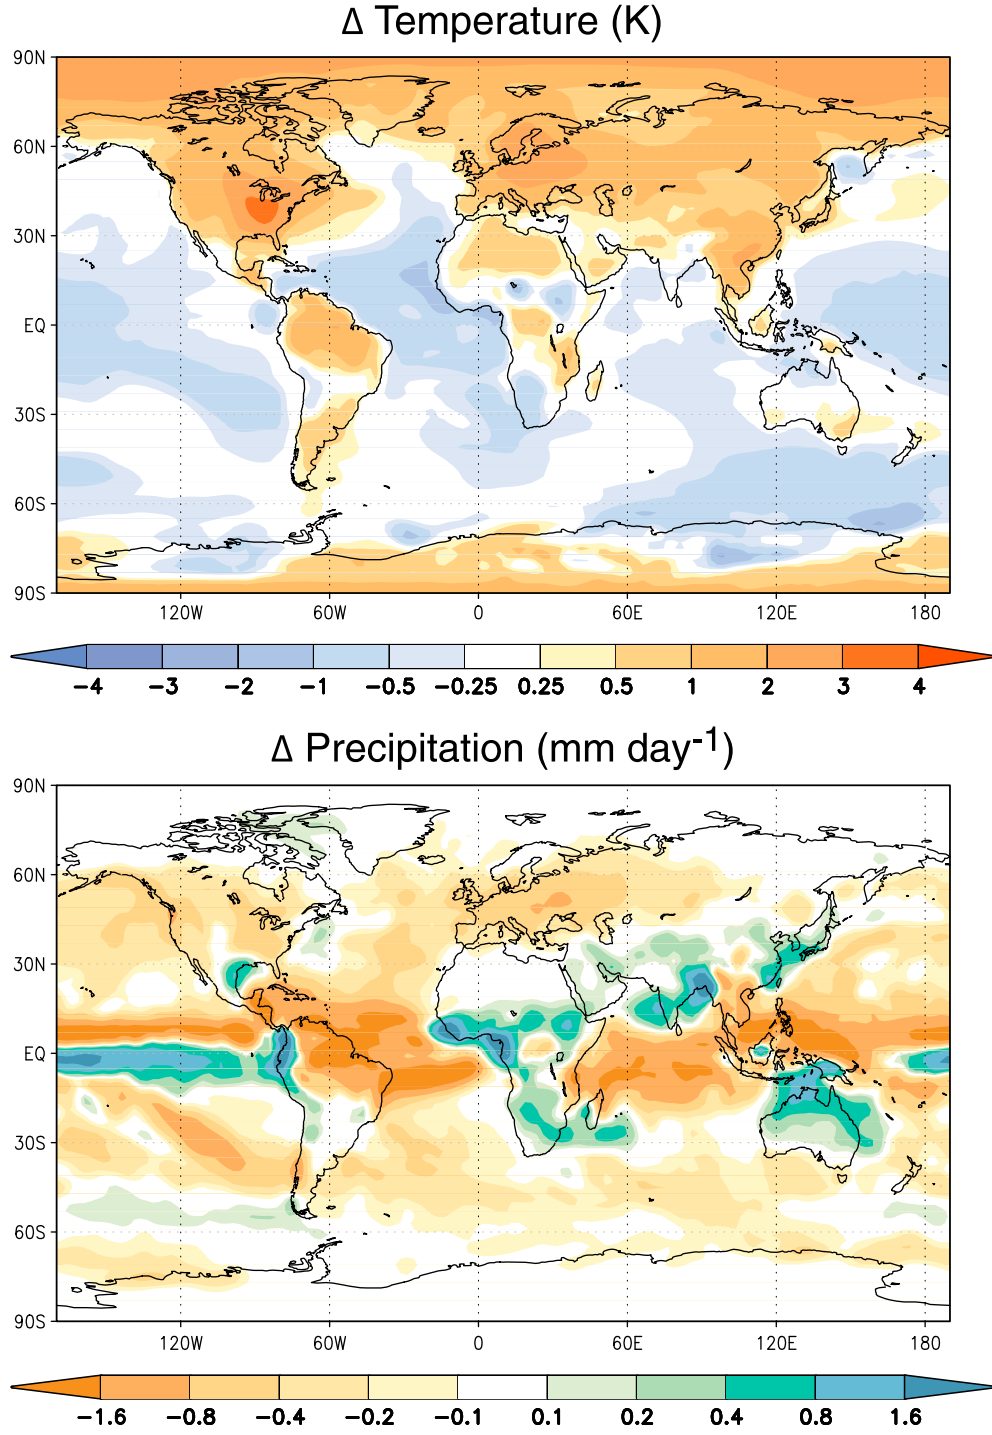 Δ Temperature (K)
90N
60N
30N
EQ
30S
60S
90S
120W 60W 0 60E 120E 180
−4 −3 −2 −1 −0.5 −0.25 0.25 0.5 1 2 3 4
Δ Precipitation (mm day-1)
90N
60N
30N
EQ
30S
60S
90S
120W 60W 0 60E 120E 180
−1.6 −0.8 −0.4 −0.2 −0.1 0.1 0.2 0.4 0.8 1.6